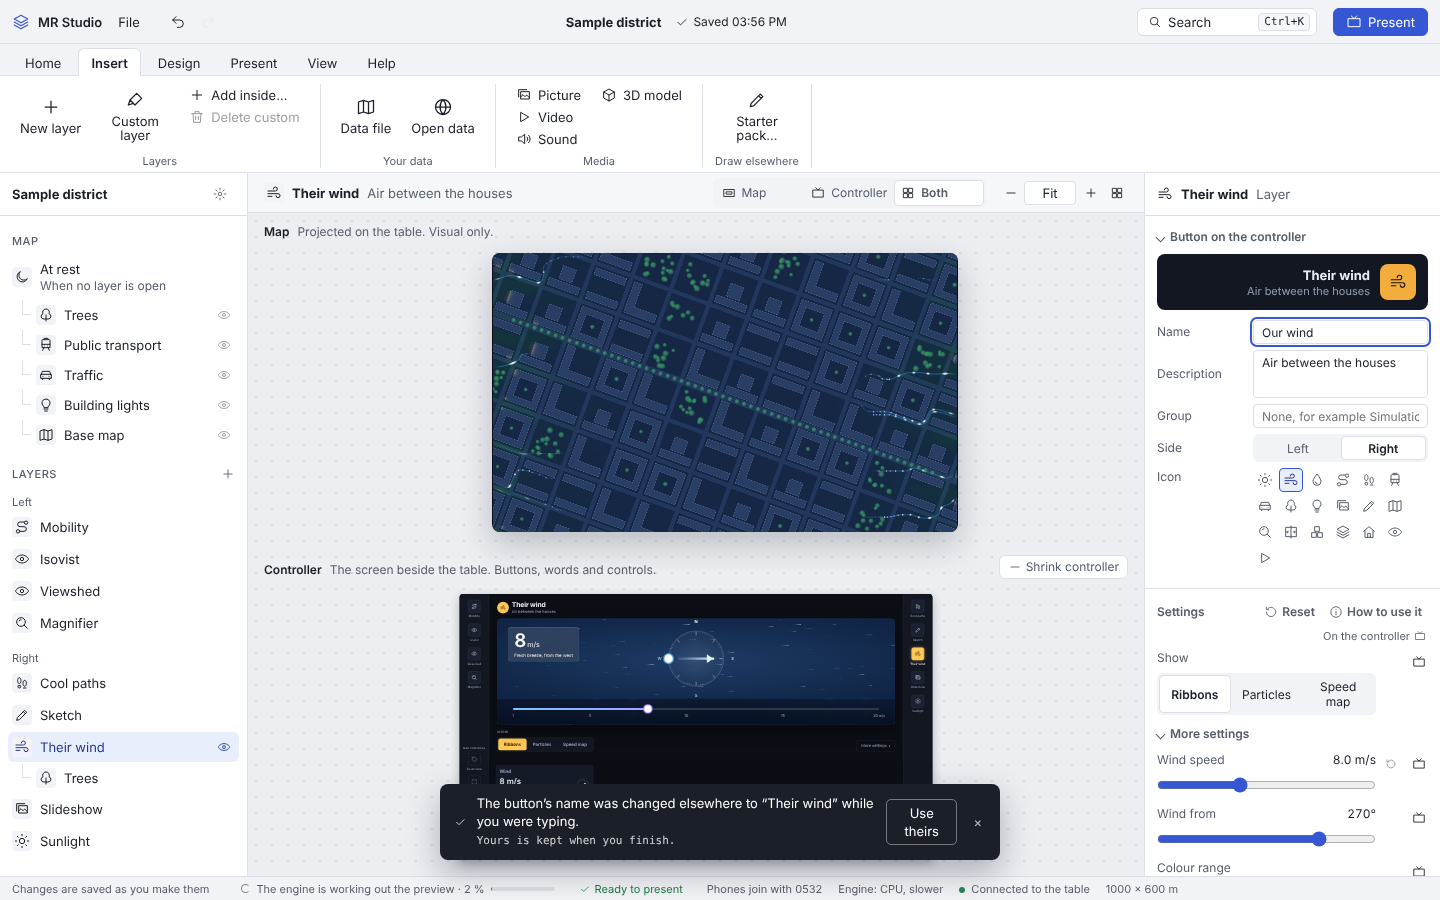 MR Studio File
Sample district Saved 03:56 PM
Search Ctrl+K Present
Home Insert Design Present View Help
New layer
Custom layer
Add inside...
Delete custom
Layers
Data file Open data
Your data
Picture 3D model
Video
Sound
Media
Starter pack...
Draw elsewhere
Sample district
MAP
At rest
When no layer is open
Trees
Public transport
Traffic
Building lights
Base map
LAYERS
Left
Mobility
Isovist
Viewshed
Magnifier
Right
Cool paths
Sketch
Their wind
Trees
Slideshow
Sunlight
Their wind Air between the houses
Map Controller Both
Fit
Map Projected on the table. Visual only.
Controller The screen beside the table. Buttons, words and controls.
Shrink controller
Their wind
8 m/s
Fresh breeze, from the west
Ribbons Particles Speed map
Wind
8 m/s
The button’s name was changed elsewhere to “Their wind” while
you were typing.
Yours is kept when you finish.
Use theirs
Their wind Layer
Button on the controller
Their wind
Air between the houses
Name Our wind
Description Air between the houses
Group None, for example Simulatic
Side Left Right
Icon
Settings Reset How to use it
On the controller
Show
Ribbons Particles Speed map
More settings
Wind speed 8.0 m/s
Wind from 270°
Colour range
Changes are saved as you make them
The engine is working out the preview · 2 %
Ready to present
Phones join with 0532
Engine: CPU, slower
Connected to the table
1000 × 600 m